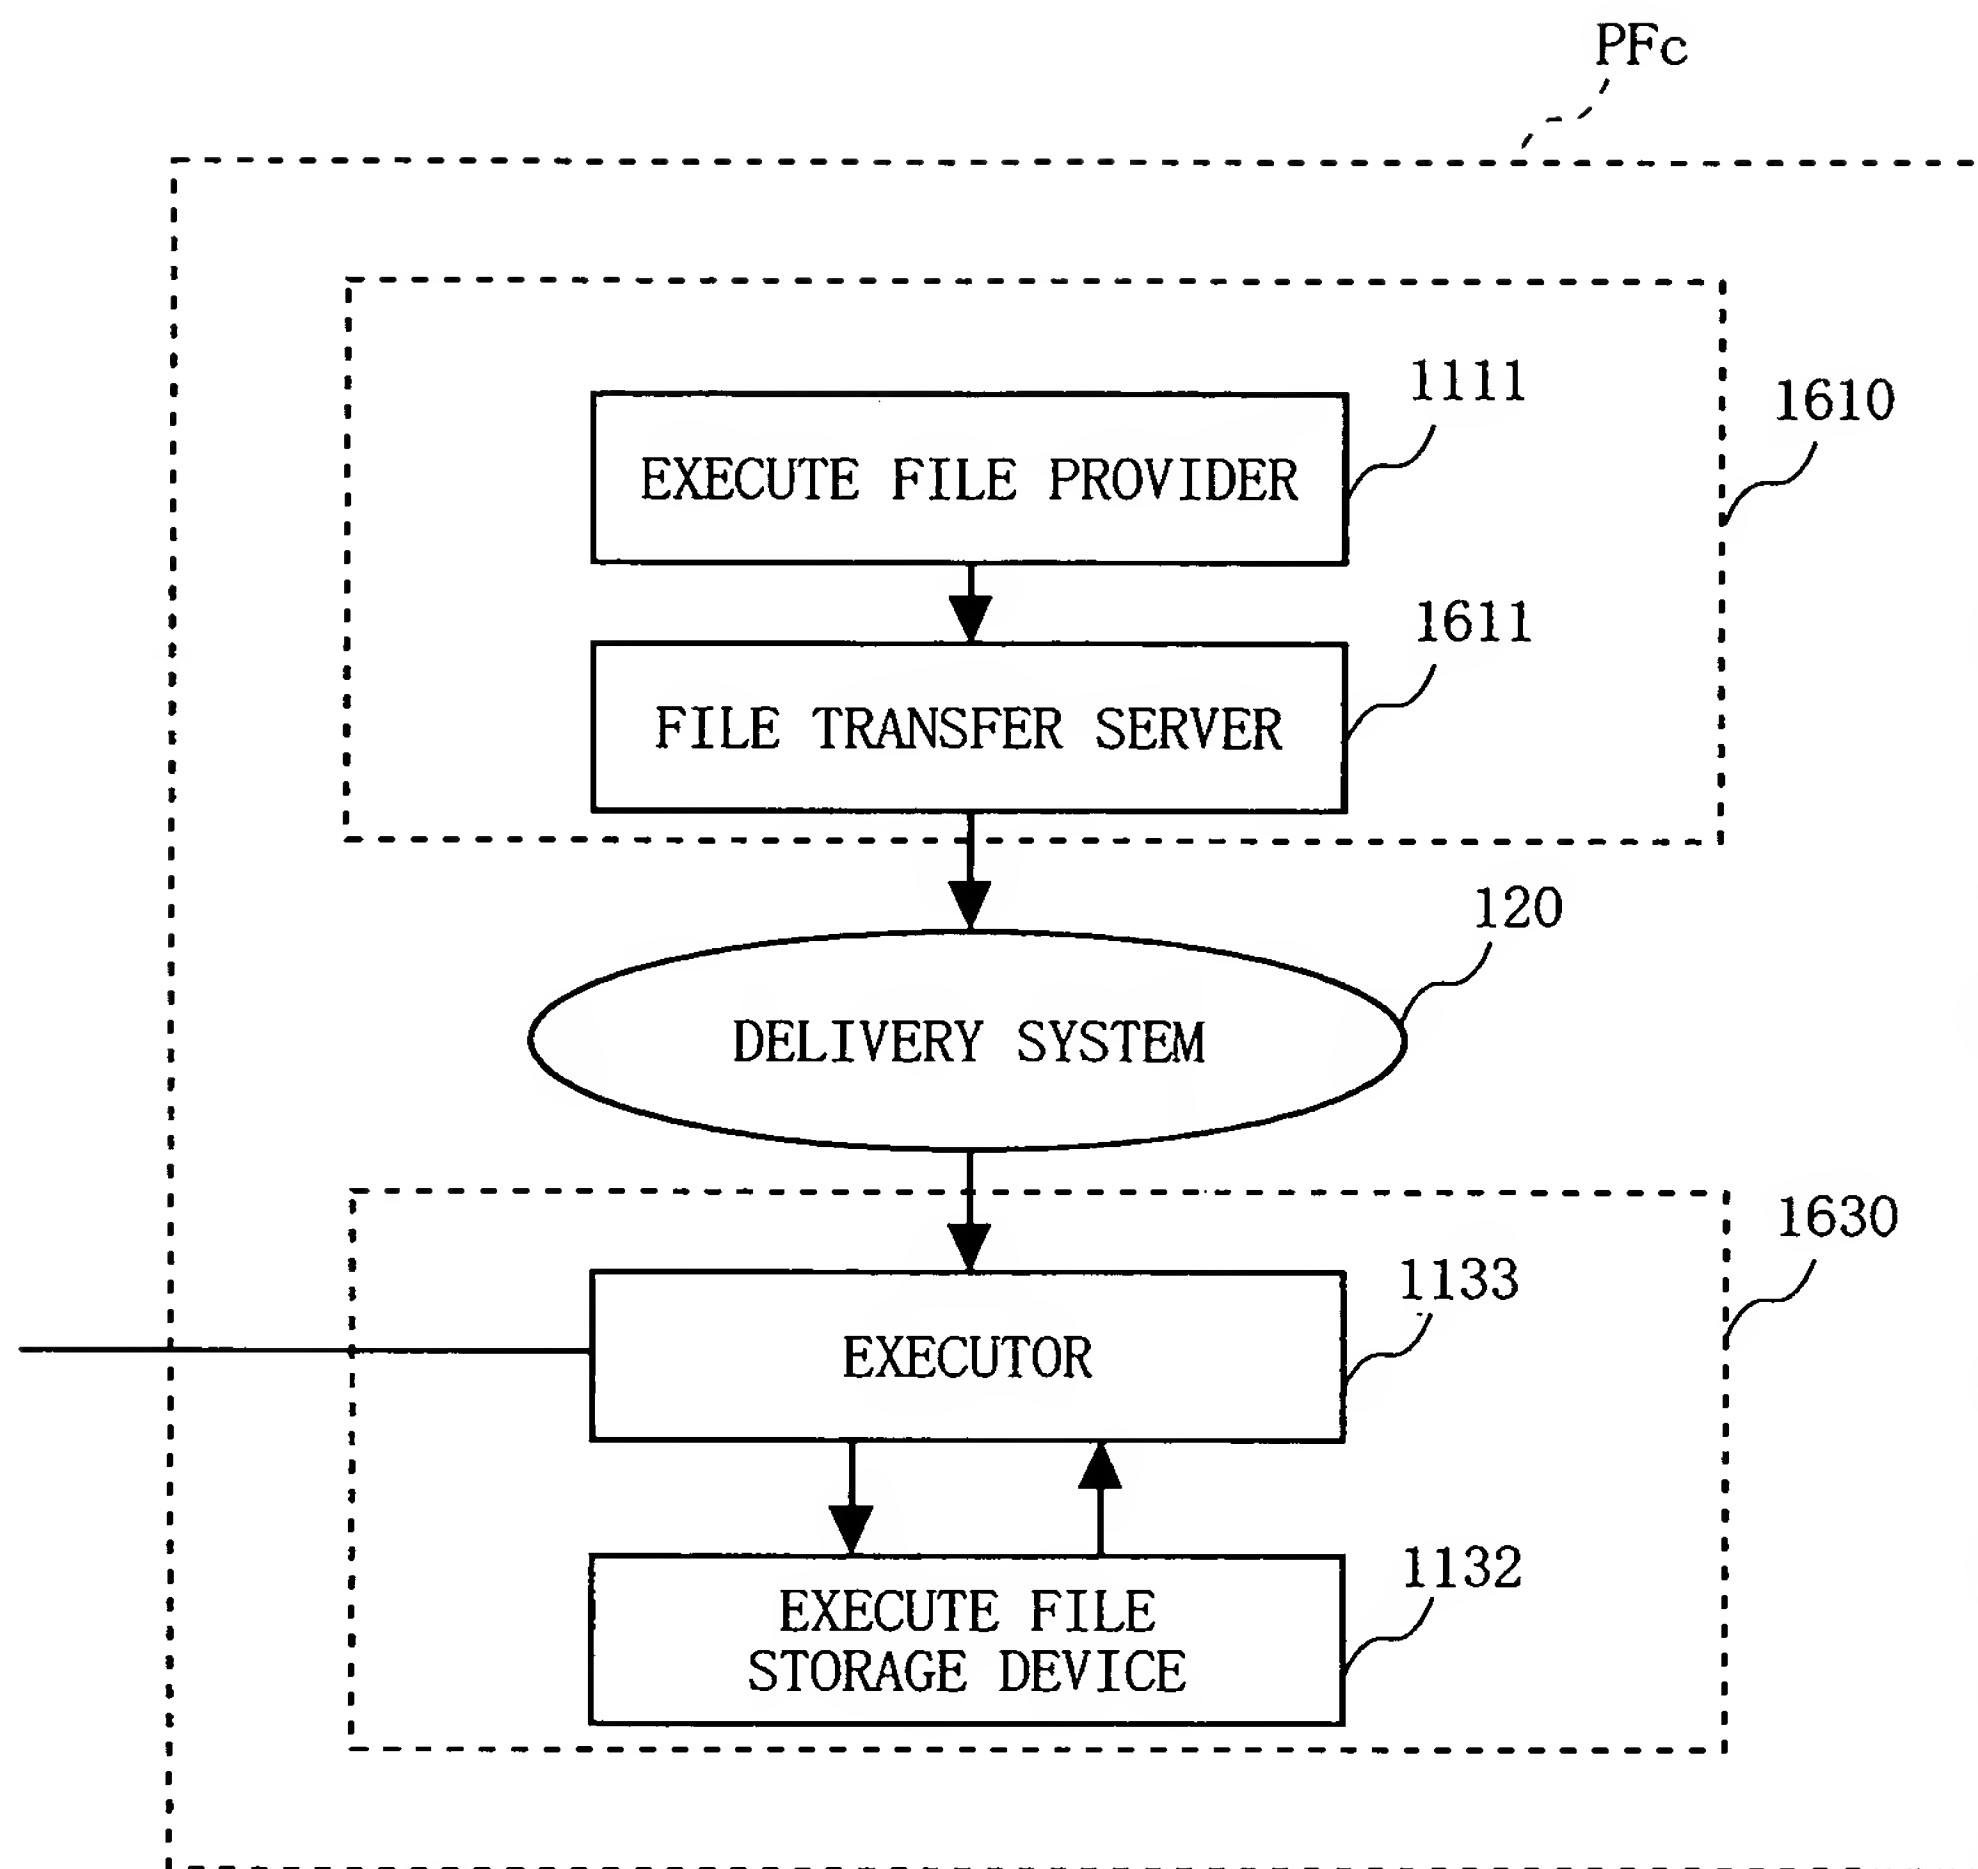 PFc
1111
1610
EXECUTE FILE PROVIDER
1611
FILE TRANSFER SERVER
120
DELIVERY SYSTEM
1630
1133
EXECUTOR
1132
EXECUTE FILE
STORAGE DEVICE